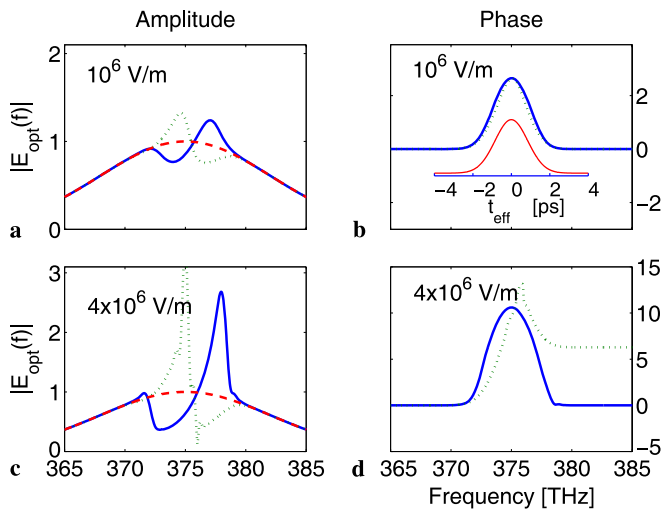 Amplitude Phase
a
2
1
0
|E_opt(f)|
10^6 V/m
b
10^6 V/m
2
0
−2
−4 −2 0 2 4
t_eff [ps]
c
3
2
1
0
|E_opt(f)|
4x10^6 V/m
365 370 375 380 385
d
4x10^6 V/m
15
10
5
0
−5
365 370 375 380 385
Frequency [THz]